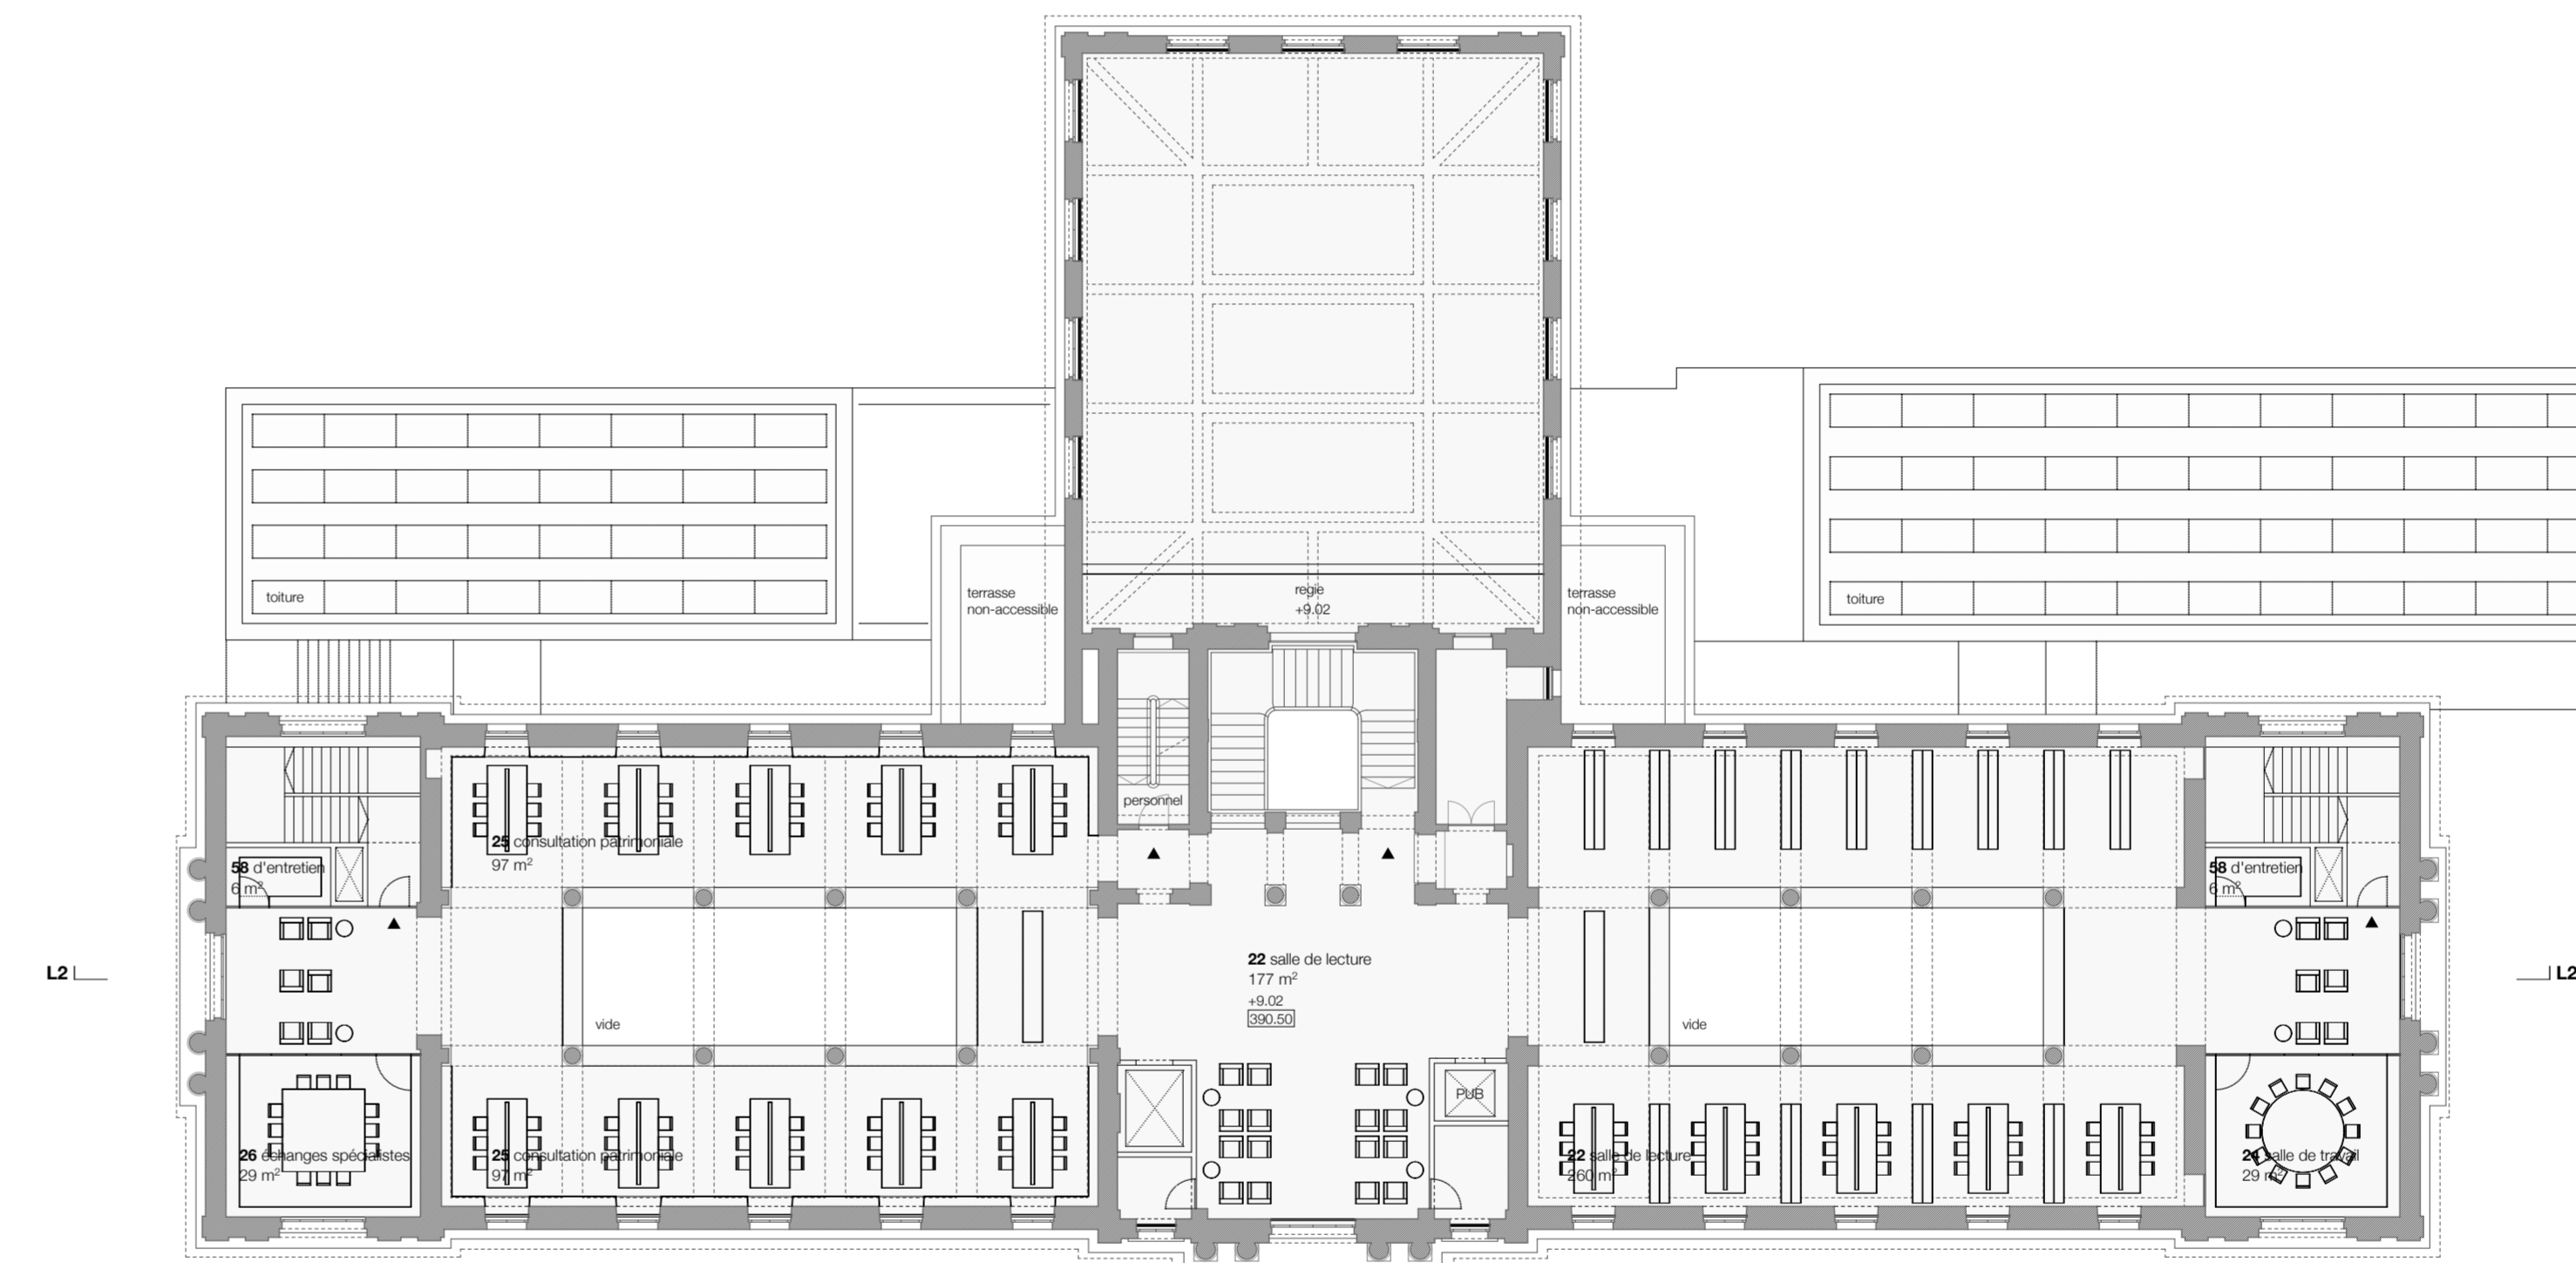 toiture
terrasse
non-accessible
regie
+9.02
terrasse
non-accessible
toiture
personnel
25 consultation patrimoniale
97 m²
58 d'entretien
6 m²
58 d'entretien
6 m²
L2
22 salle de lecture
177 m²
+9.02
390.50
vide
vide
L2
PUB
26 échanges spécialistes
29 m²
25 consultation patrimoniale
97 m²
22 salle de lecture
260 m²
24 salle de travail
29 m²